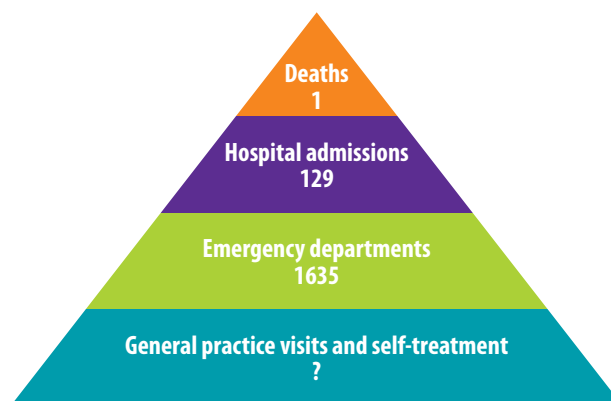 Deaths
1
Hospital admissions
129
Emergency departments
1635
General practice visits and self-treatment
?